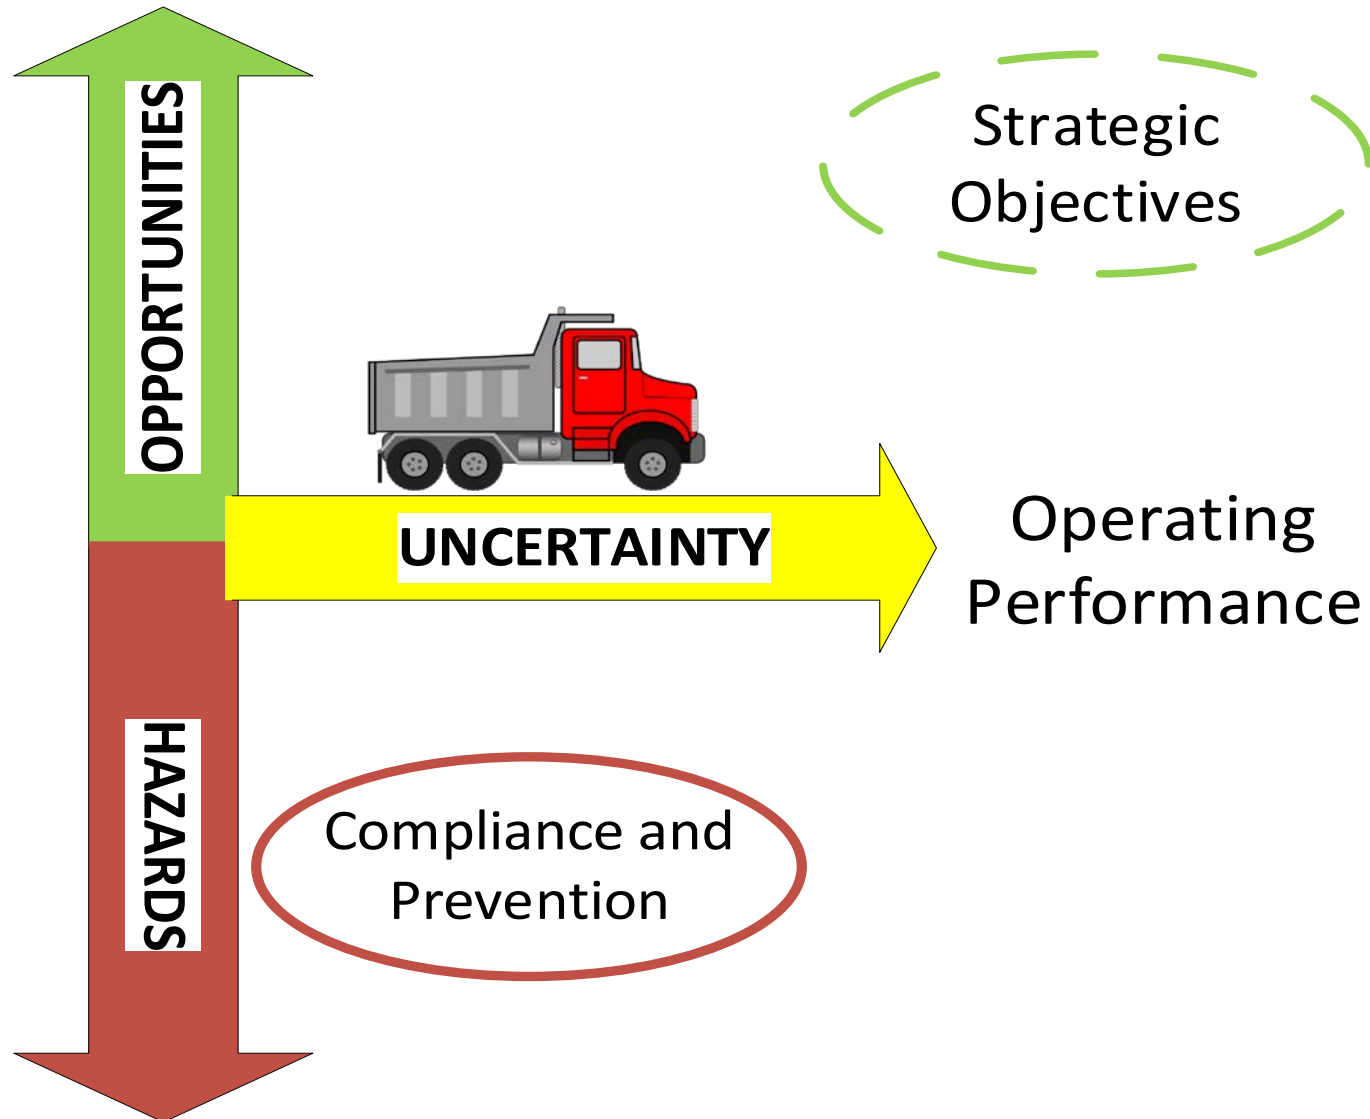 OPPORTUNITIES
Strategic
Objectives
UNCERTAINTY
Operating
Performance
HAZARDS
Compliance and
Prevention